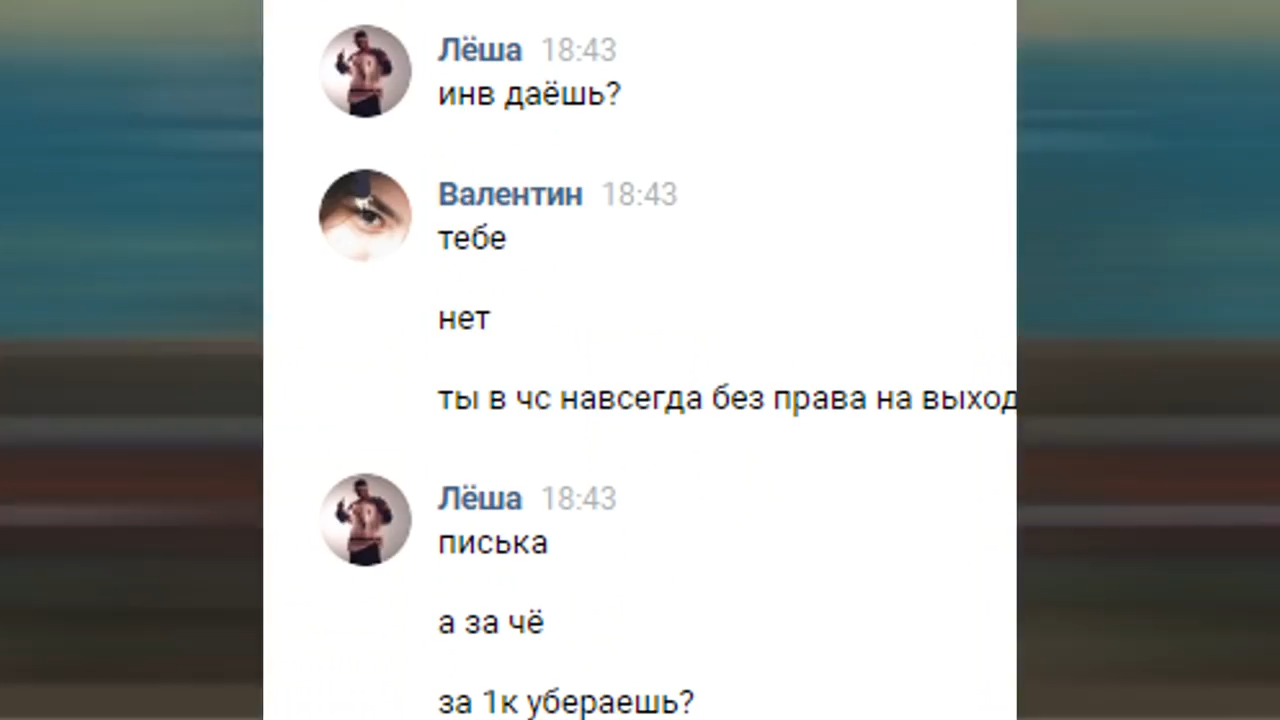 Лёша 18:43
инв даёшь?
Валентин 18:43
тебе
нет
ты в чс навсегда без права на выход
Лёша 18:43
писька
а за чё
за 1к убераешь?